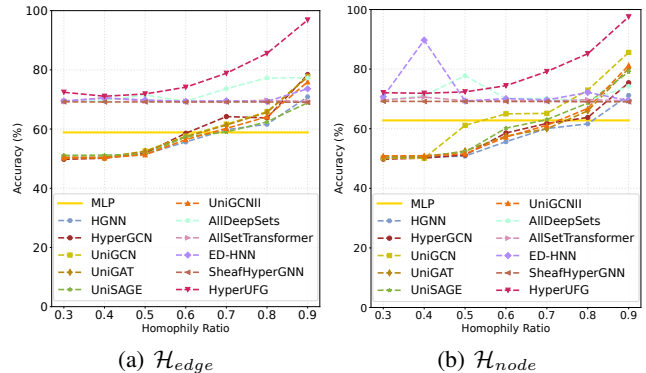 100
80
60
40
20
0
Accuracy (%)
0.3 0.4 0.5 0.6 0.7 0.8 0.9
Homophily Ratio
MLP
HGNN
HyperGCN
UniGCN
UniGAT
UniSAGE
UniGCNII
AllDeepSets
AllSetTransformer
ED-HNN
SheafHyperGNN
HyperUFG
(a) H_edge
100
80
60
40
20
0
Accuracy (%)
0.3 0.4 0.5 0.6 0.7 0.8 0.9
Homophily Ratio
MLP
HGNN
HyperGCN
UniGCN
UniGAT
UniSAGE
UniGCNII
AllDeepSets
AllSetTransformer
ED-HNN
SheafHyperGNN
HyperUFG
(b) H_node